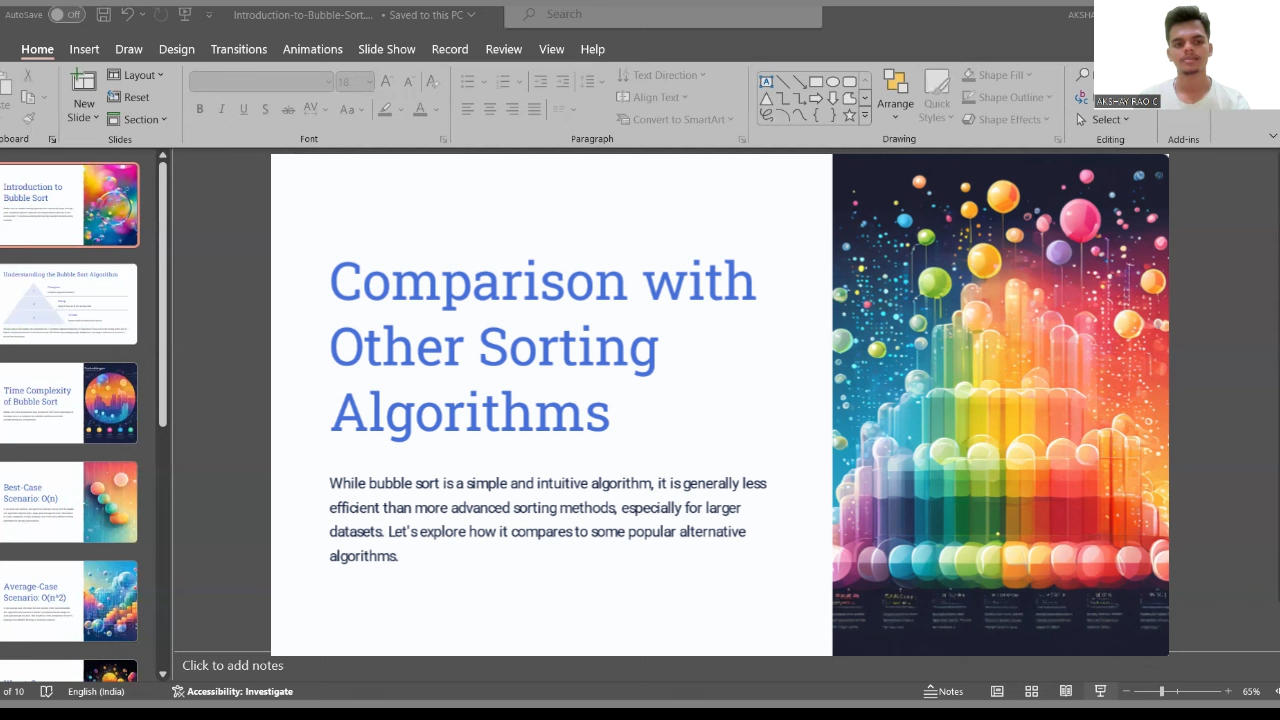 AutoSave Off Introduction-to-Bubble-Sort... • Saved to this PC Search AKSHA
Home Insert Draw Design Transitions Animations Slide Show Record Review View Help
New Slide Layout Reset Section
18
Text Direction
Align Text
Convert to SmartArt
Arrange Quick Styles
Shape Fill
Shape Outline
Shape Effects
Select
AKSHAY RAO C
Slides Font Paragraph Drawing Editing Add-ins
Introduction to
Bubble Sort
Understanding the Bubble Sort Algorithm
Time Complexity
of Bubble Sort
Best-Case
Scenario: O(n)
Average-Case
Scenario: O(n^2)
Comparison with
Other Sorting
Algorithms
While bubble sort is a simple and intuitive algorithm, it is generally less
efficient than more advanced sorting methods, especially for larger
datasets. Let's explore how it compares to some popular alternative
algorithms.
Click to add notes
of 10 English (India) Accessibility: Investigate Notes 65%